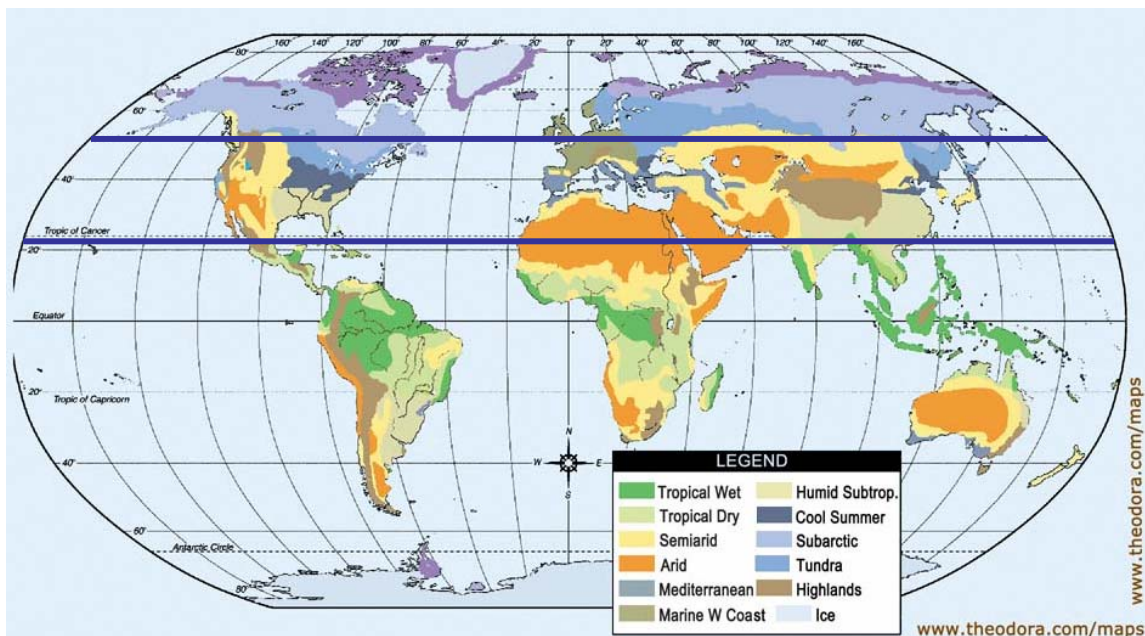 160° 140° 120° 100° 80° 60° 40° 20° 0° 20° 40° 60° 80° 100° 120° 140° 160°
80°
60°
40°
Tropic of Cancer
20°
Equator
20°
Tropic of Capricorn
40°
60°
Antarctic Circle
80°
N
W E
S
LEGEND
Tropical Wet
Tropical Dry
Semiarid
Arid
Mediterranean
Marine W Coast
Humid Subtrop.
Cool Summer
Subarctic
Tundra
Highlands
Ice
www.theodora.com/maps
www.theodora.com/maps